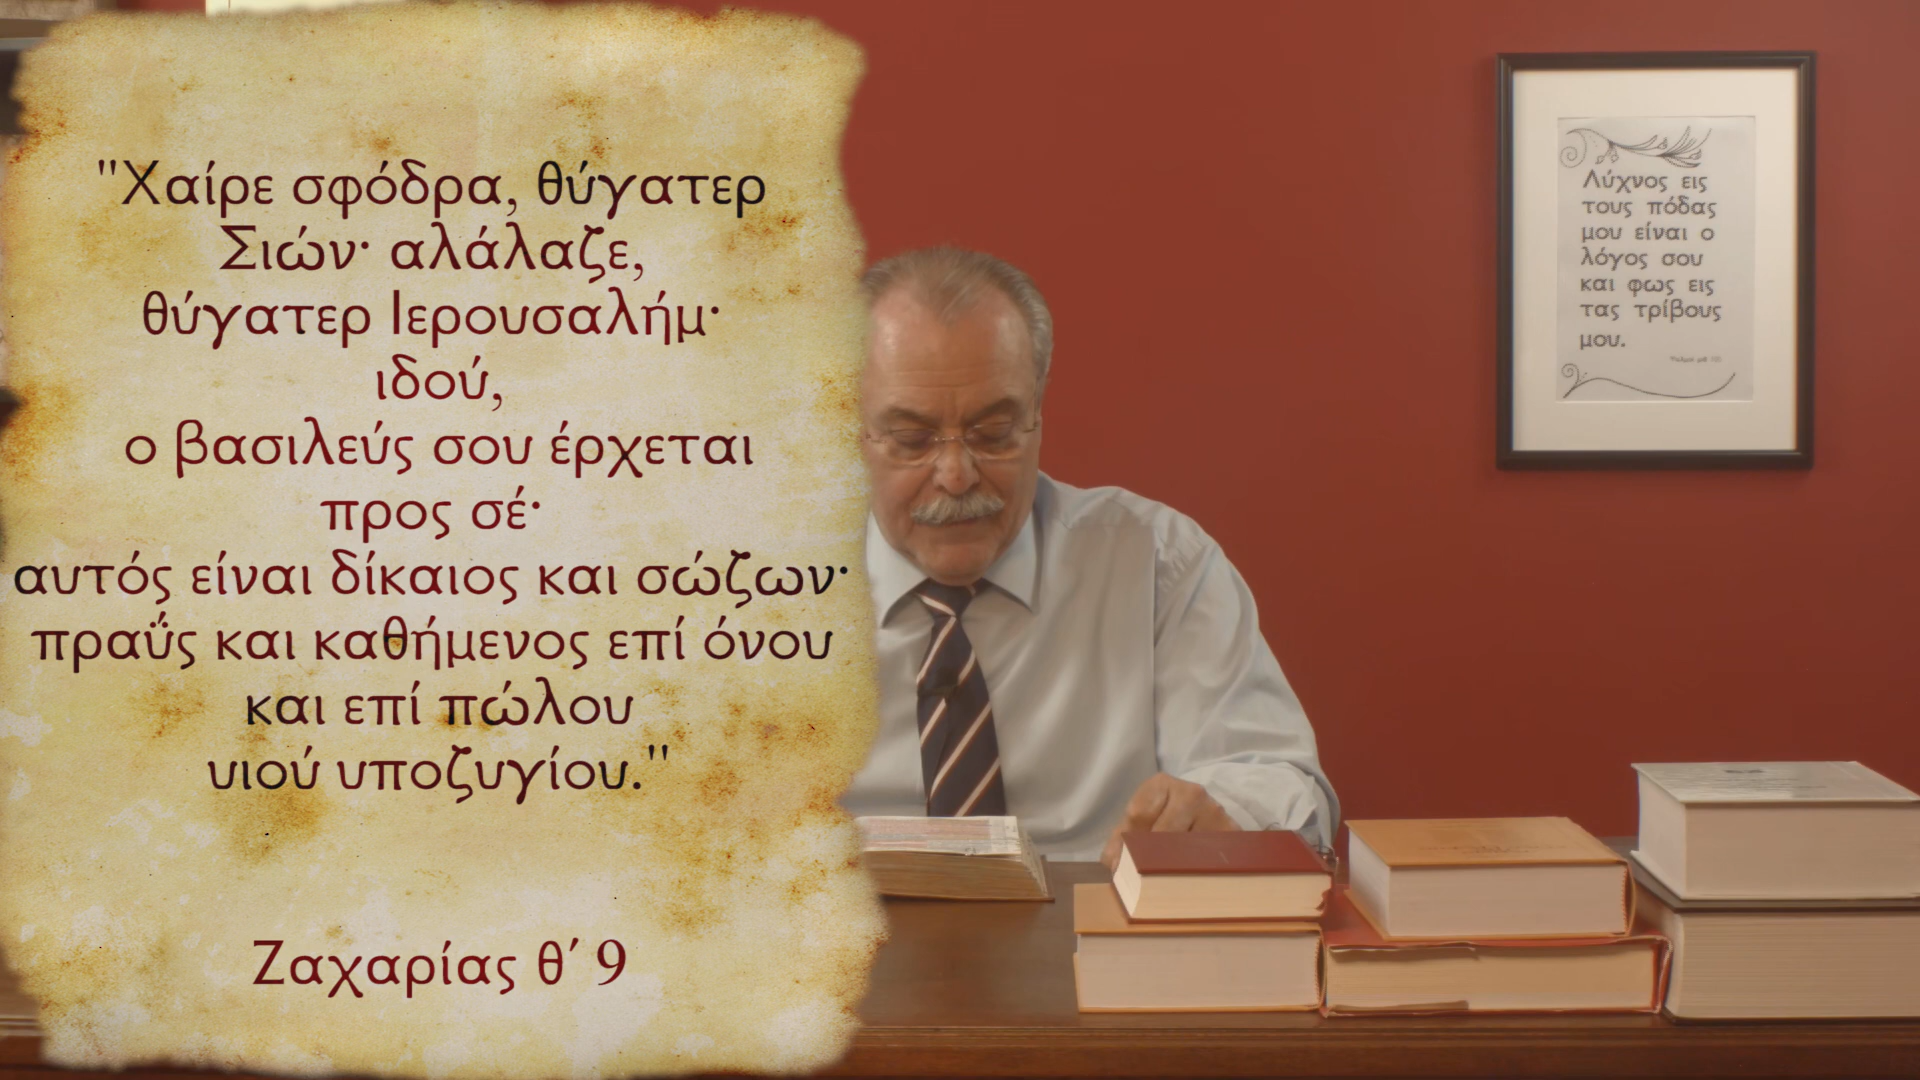 "Χαίρε σφόδρα, θύγατερ
Σιών· αλάλαζε,
θύγατερ Ιερουσαλήμ·
ιδού,
ο βασιλεύς σου έρχεται
προς σέ·
αυτός είναι δίκαιος και σώζων·
πραΰς και καθήμενος επί όνου
και επί πώλου
υιού υποζυγίου."
Ζαχαρίας θ΄ 9
Λύχνος εις
τους πόδας
μου είναι ο
λόγος σου
και φως εις
τας τρίβους
μου.